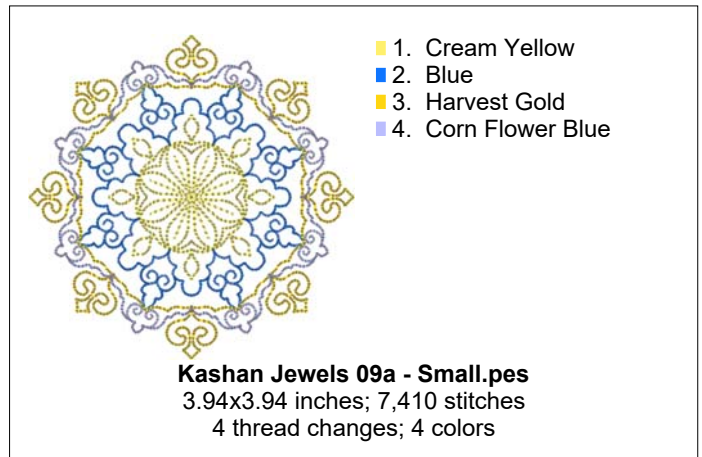 1. Cream Yellow
2. Blue
3. Harvest Gold
4. Corn Flower Blue
Kashan Jewels 09a - Small.pes
3.94x3.94 inches; 7,410 stitches
4 thread changes; 4 colors